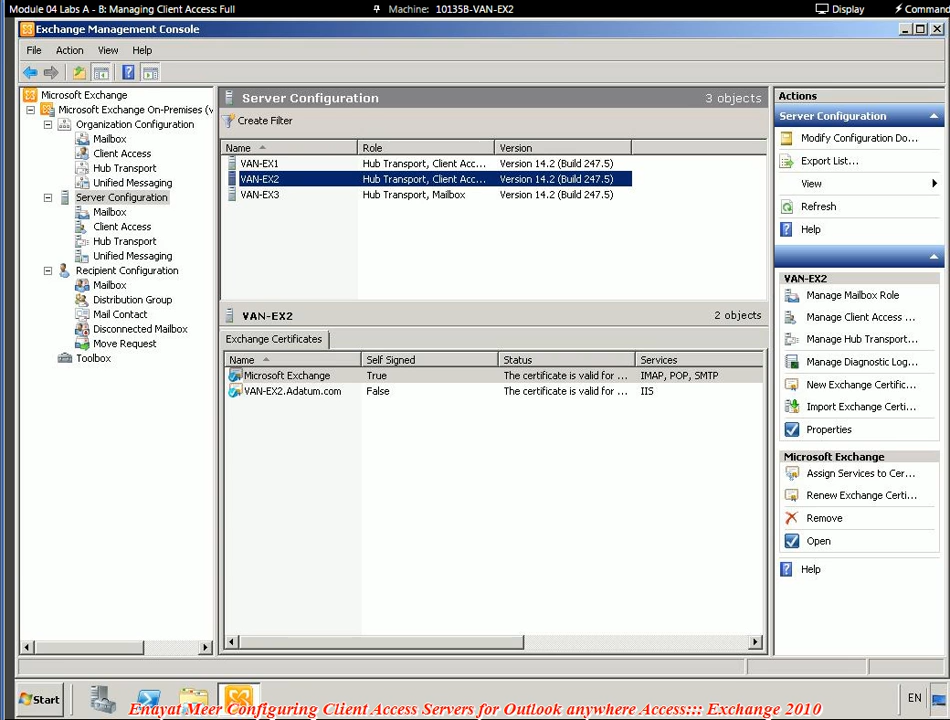 Module 04 Labs A - B: Managing Client Access: Full
Machine: 10135B-VAN-EX2
Display
Command
Exchange Management Console
File Action View Help
Microsoft Exchange
Microsoft Exchange On-Premises (v
Organization Configuration
Mailbox
Client Access
Hub Transport
Unified Messaging
Server Configuration
Mailbox
Client Access
Hub Transport
Unified Messaging
Recipient Configuration
Mailbox
Distribution Group
Mail Contact
Disconnected Mailbox
Move Request
Toolbox
Server Configuration 3 objects
Create Filter
Name Role Version
VAN-EX1 Hub Transport, Client Acc... Version 14.2 (Build 247.5)
VAN-EX2 Hub Transport, Client Acc... Version 14.2 (Build 247.5)
VAN-EX3 Hub Transport, Mailbox Version 14.2 (Build 247.5)
VAN-EX2 2 objects
Exchange Certificates
Name Self Signed Status Services
Microsoft Exchange True The certificate is valid for ... IMAP, POP, SMTP
VAN-EX2.Adatum.com False The certificate is valid for ... IIS
Actions
Server Configuration
Modify Configuration Do...
Export List...
View
Refresh
Help
VAN-EX2
Manage Mailbox Role
Manage Client Access ...
Manage Hub Transport...
Manage Diagnostic Log...
New Exchange Certific...
Import Exchange Certi...
Properties
Microsoft Exchange
Assign Services to Cer...
Renew Exchange Certi...
Remove
Open
Help
Start
EN
Enayat Meer Configuring Client Access Servers for Outlook anywhere Access::: Exchange 2010